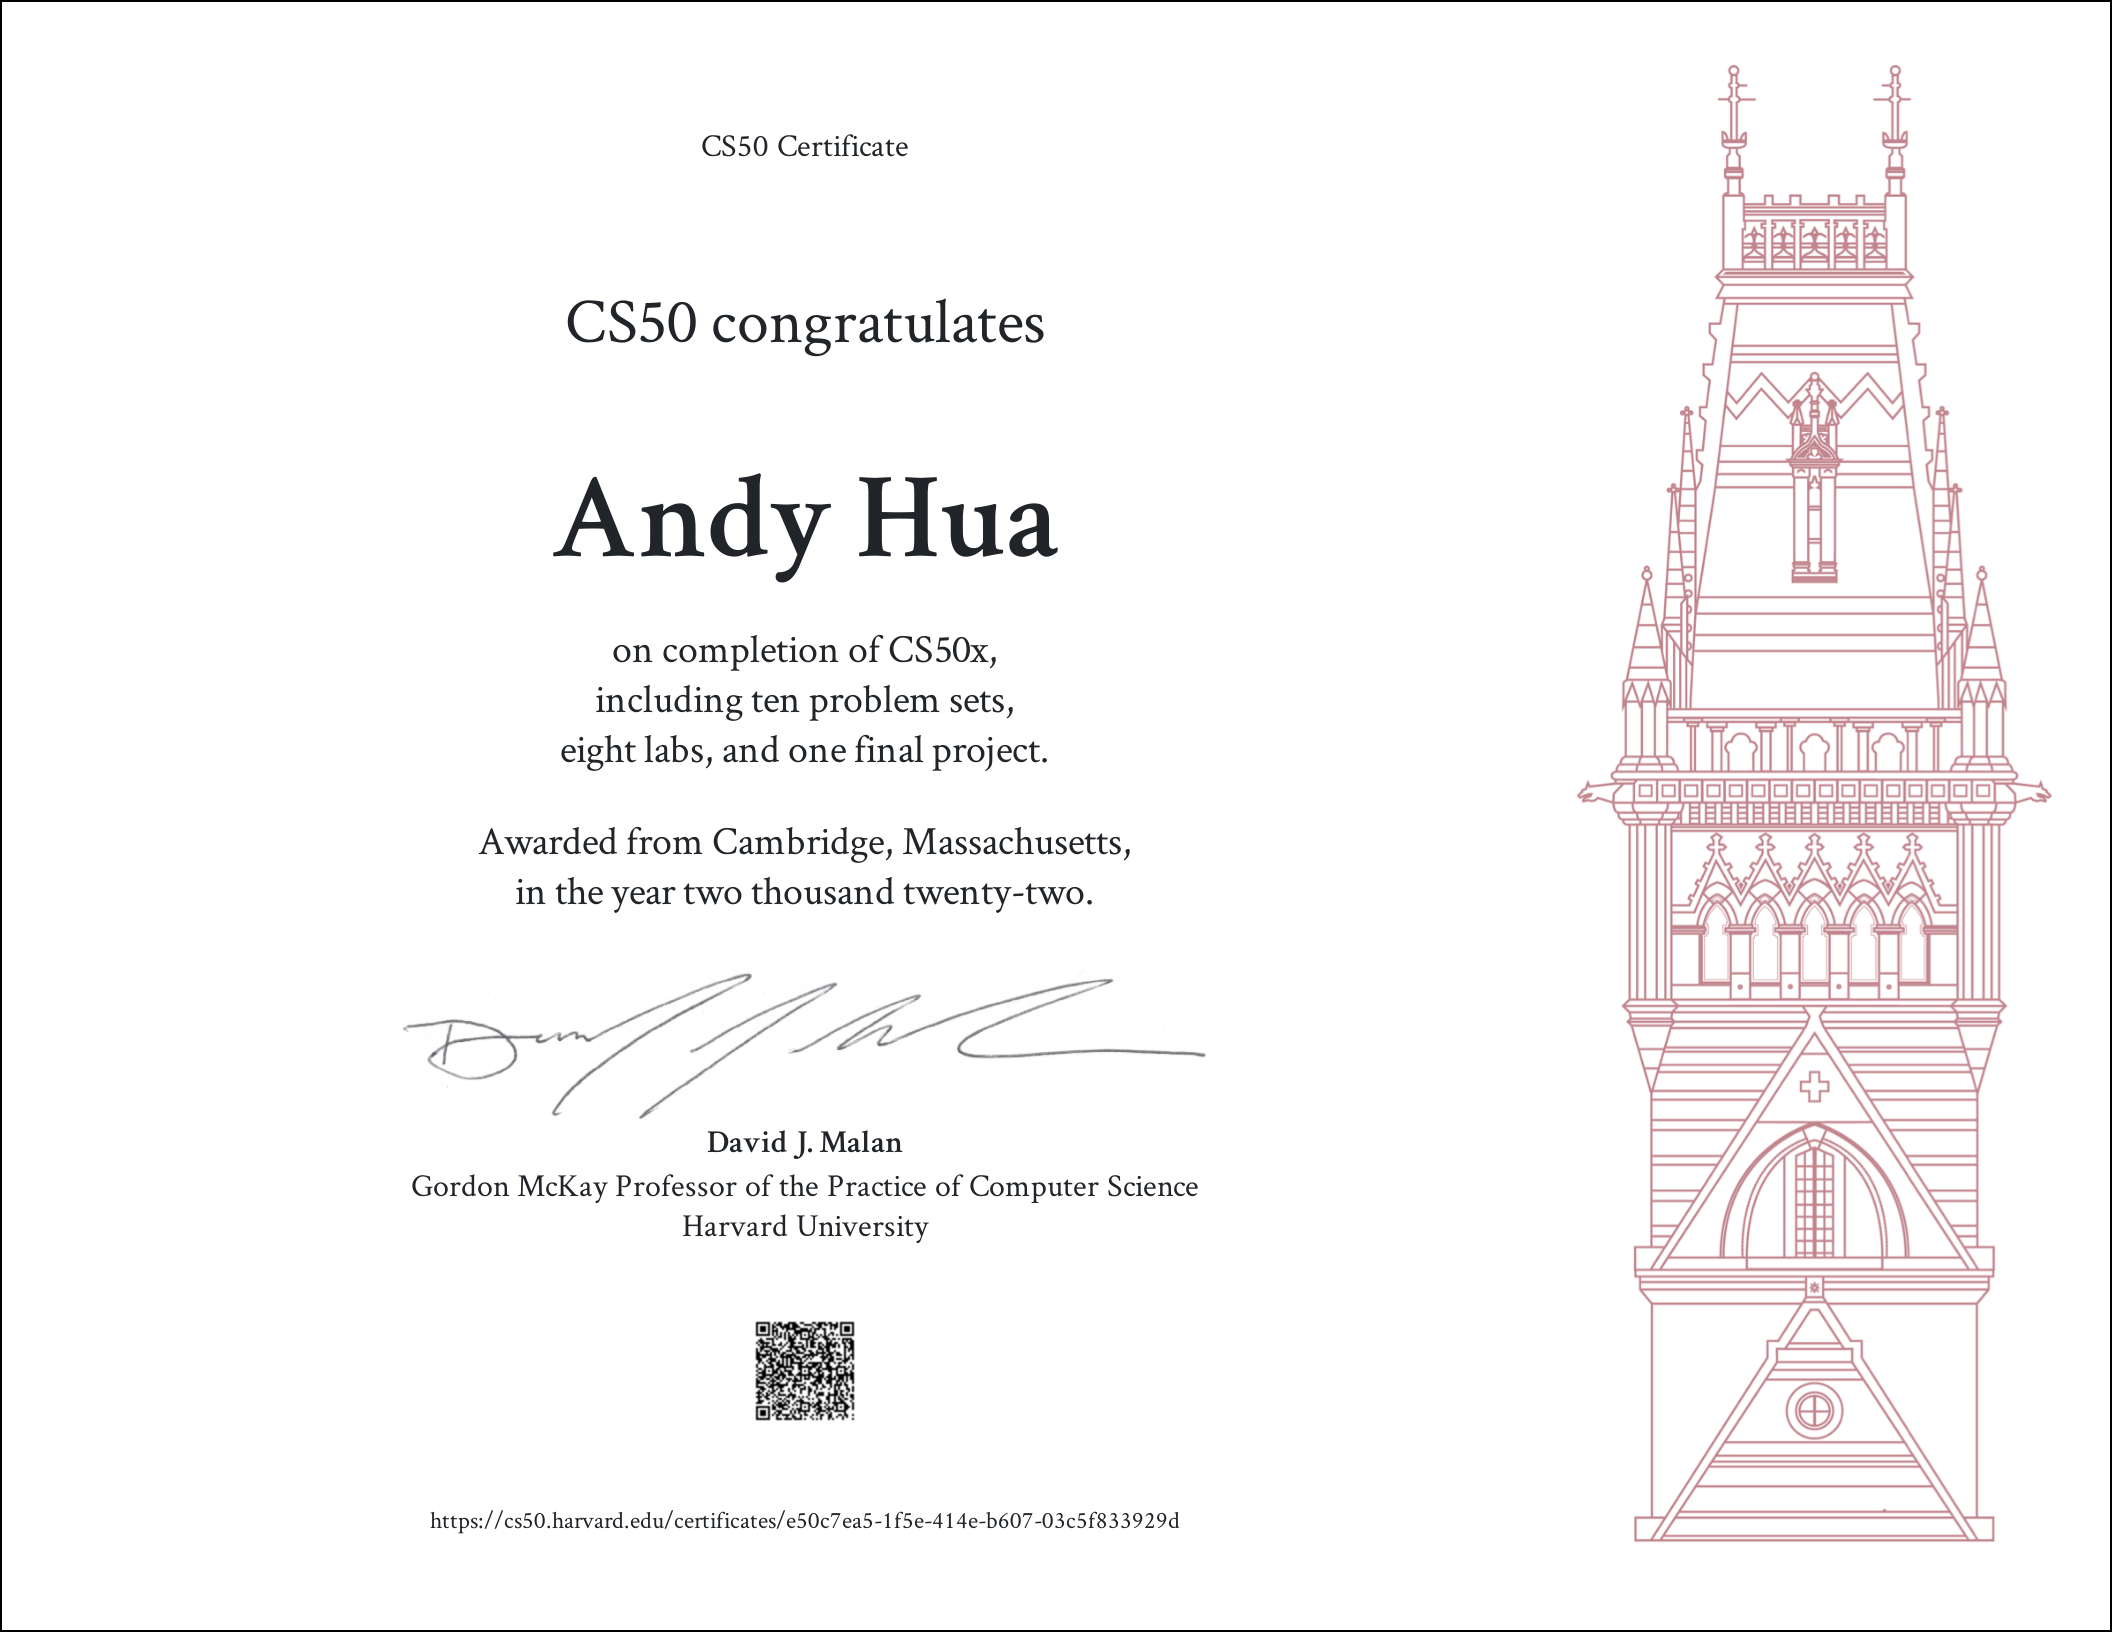 CS50 Certificate
CS50 congratulates
Andy Hua
on completion of CS50x,
including ten problem sets,
eight labs, and one final project.
Awarded from Cambridge, Massachusetts,
in the year two thousand twenty-two.
David J. Malan
Gordon McKay Professor of the Practice of Computer Science
Harvard University
https://cs50.harvard.edu/certificates/e50c7ea5-1f5e-414e-b607-03c5f833929d